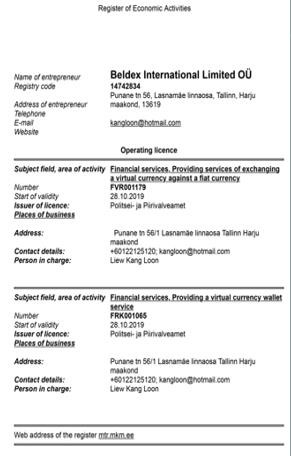 Register of Economic Activities
Name of entrepreneur Beldex International Limited OÜ
Registry code 14742834
Punane tn 56, Lasnamäe linnaosa, Tallinn, Harju
Address of entrepreneur maakond, 13619
Telephone
E-mail kangloon@hotmail.com
Website
Operating licence
Subject field, area of activity Financial services, Providing services of exchanging
a virtual currency against a fiat currency
Number FVR001179
Start of validity 28.10.2019
Issuer of licence: Politsei- ja Piirivalveamet
Places of business
Address: Punane tn 56/1 Lasnamäe linnaosa Tallinn Harju
maakond
Contact details: +60122125120; kangloon@hotmail.com
Person in charge: Liew Kang Loon
Subject field, area of activity Financial services, Providing a virtual currency wallet
service
Number FRK001065
Start of validity 28.10.2019
Issuer of licence: Politsei- ja Piirivalveamet
Places of business
Address: Punane tn 56/1 Lasnamäe linnaosa Tallinn Harju
maakond
Contact details: +60122125120; kangloon@hotmail.com
Person in charge: Liew Kang Loon
Web address of the register mtr.mkm.ee